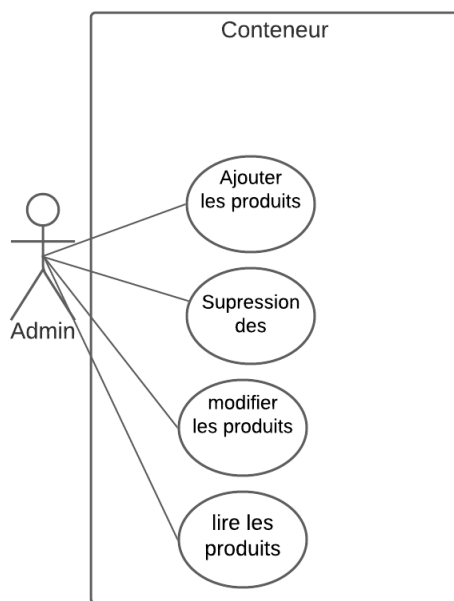 Conteneur
Ajouter
les produits
Supression
des
Admin
modifier
les produits
lire les
produits